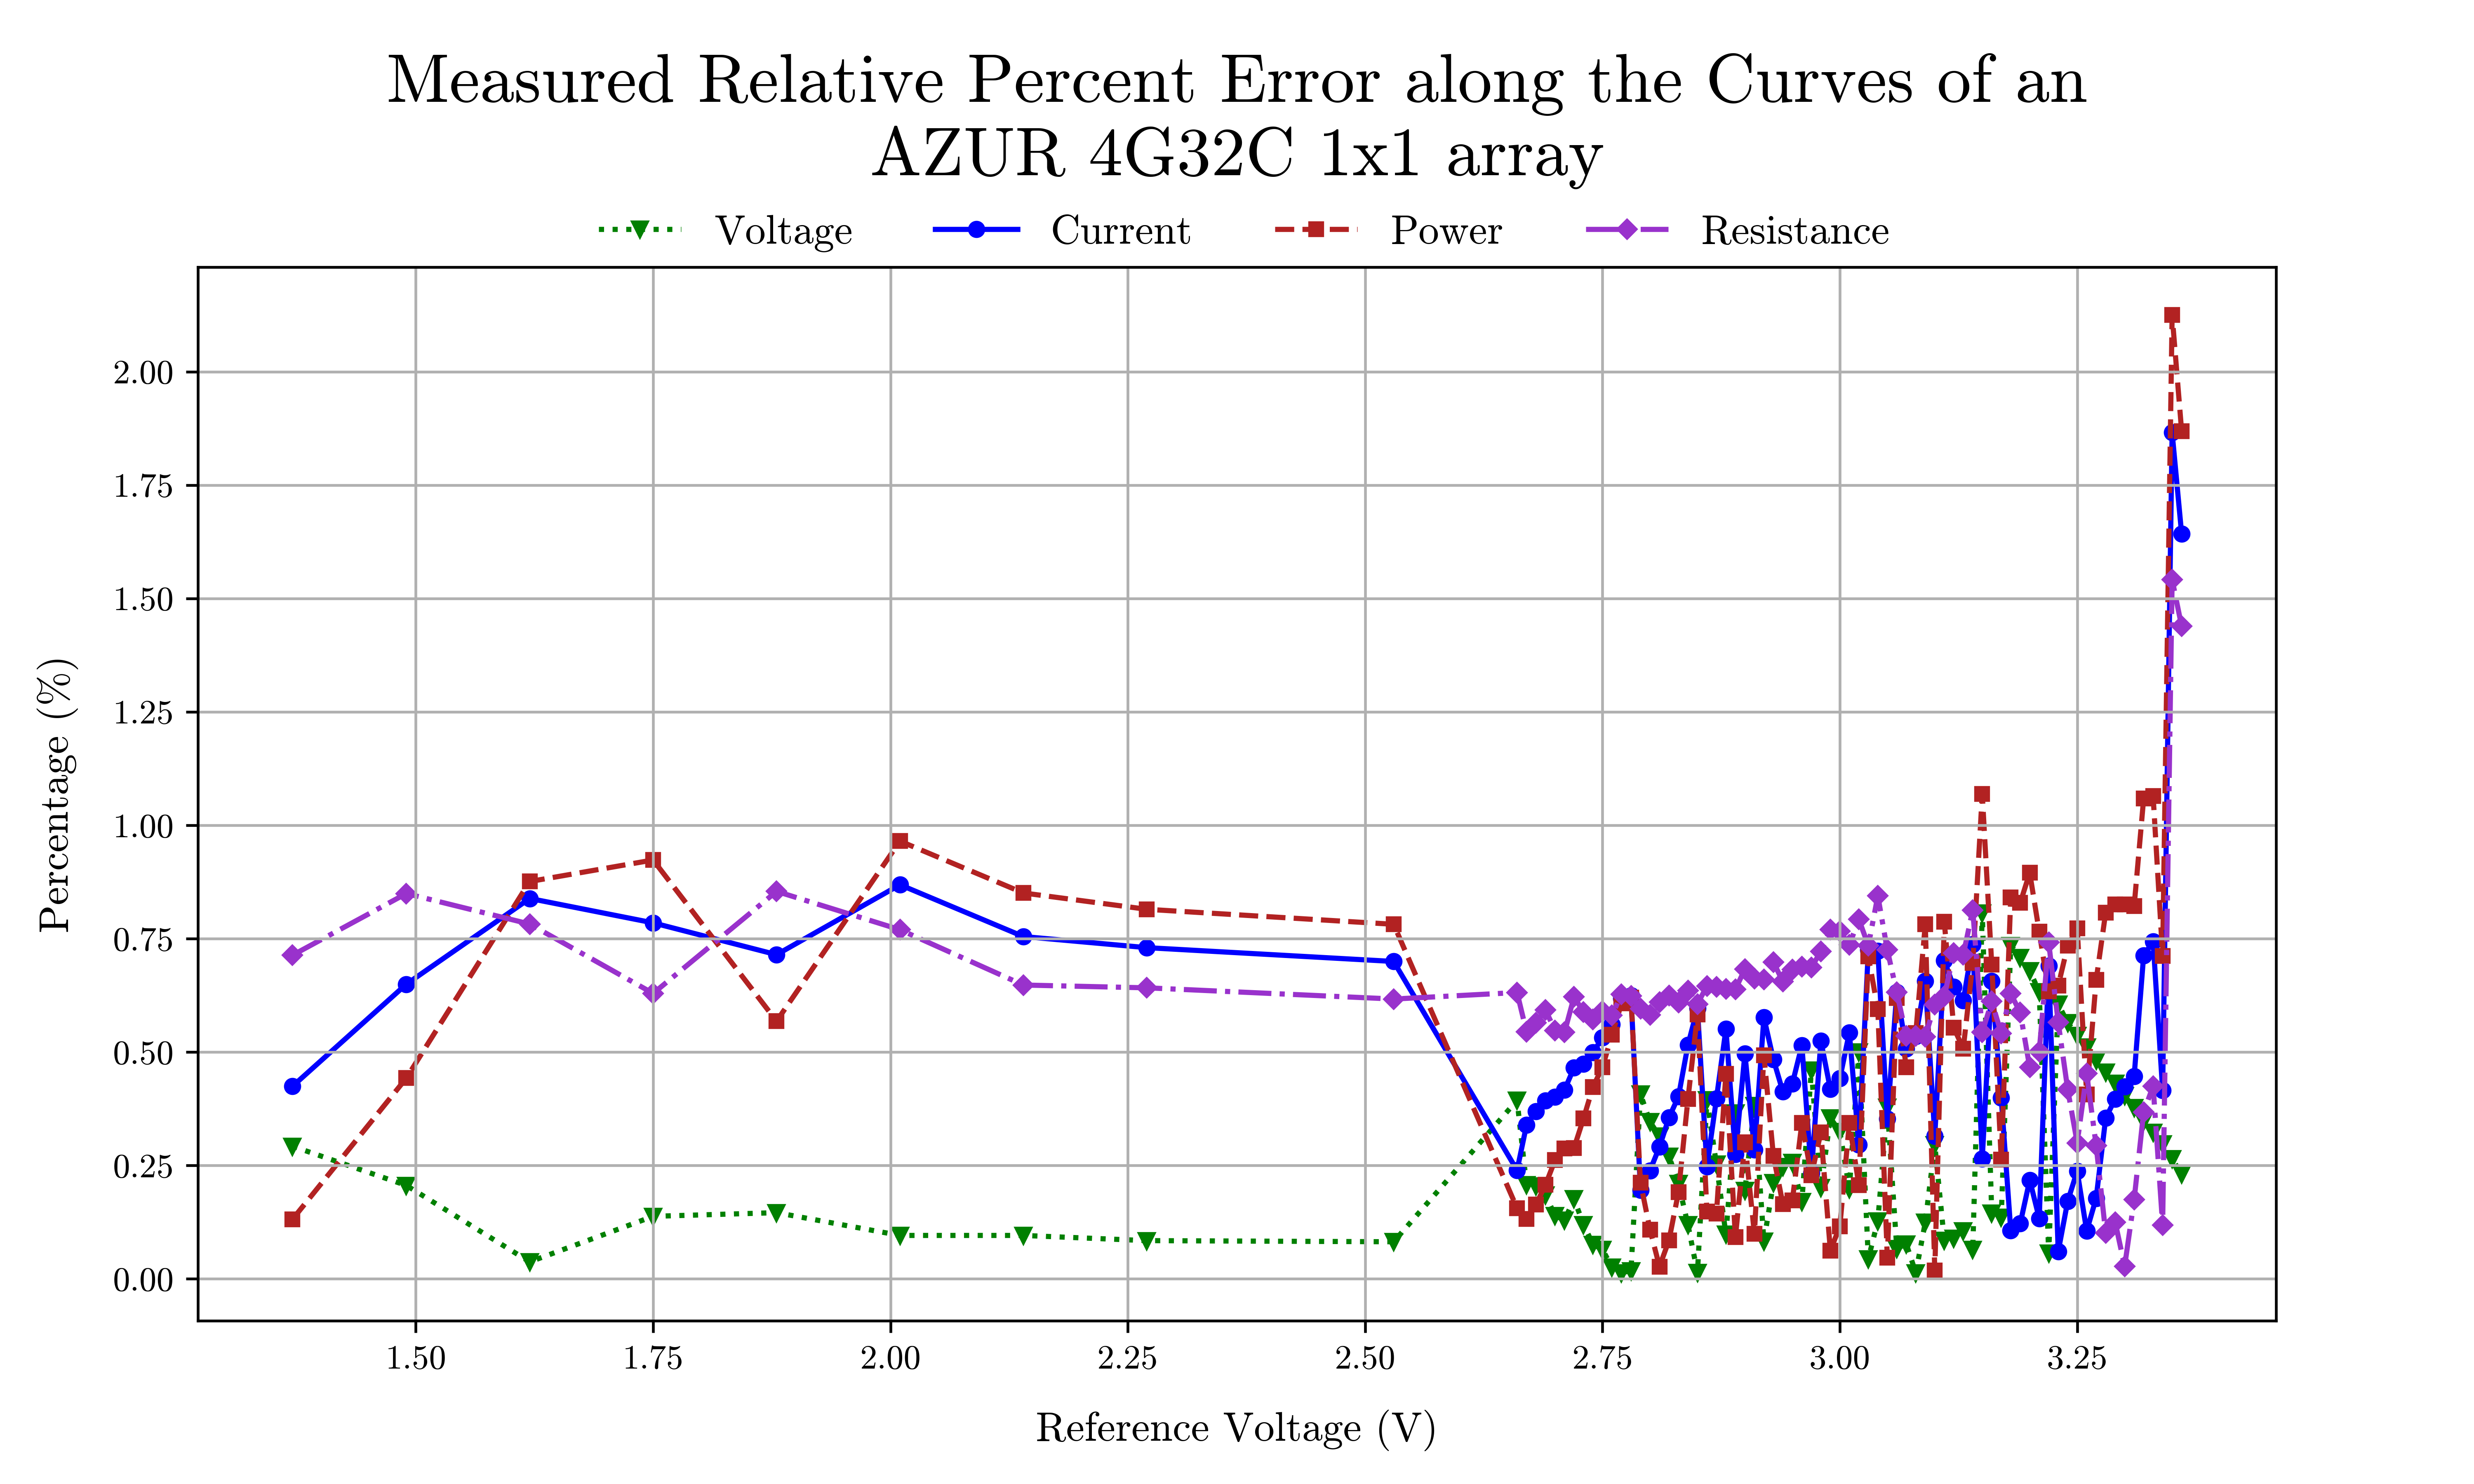 Measured Relative Percent Error along the Curves of an
AZUR 4G32C 1x1 array
Voltage Current Power Resistance
Percentage (%)
2.00
1.75
1.50
1.25
1.00
0.75
0.50
0.25
0.00
1.50 1.75 2.00 2.25 2.50 2.75 3.00 3.25
Reference Voltage (V)